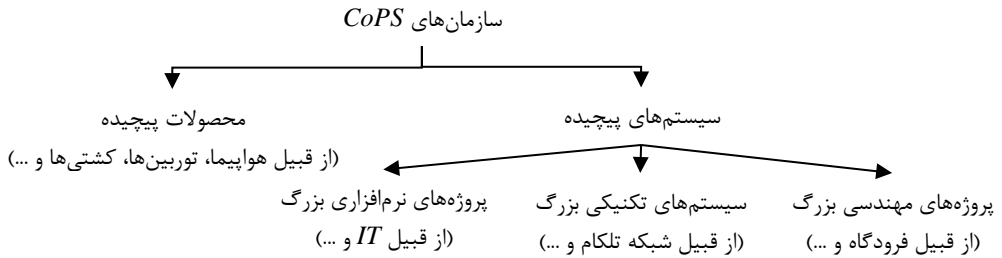 سازمان‌های CoPS
سیستم‌های پیچیده
محصولات پیچیده
(از قبیل هواپیما، توربین‌ها، کشتی‌ها و ...)
پروژه‌های مهندسی بزرگ
(از قبیل فرودگاه و ...)
سیستم‌های تکنیکی بزرگ
(از قبیل شبکه تلکام و ...)
پروژه‌های نرم‌افزاری بزرگ
(از قبیل IT و ...)